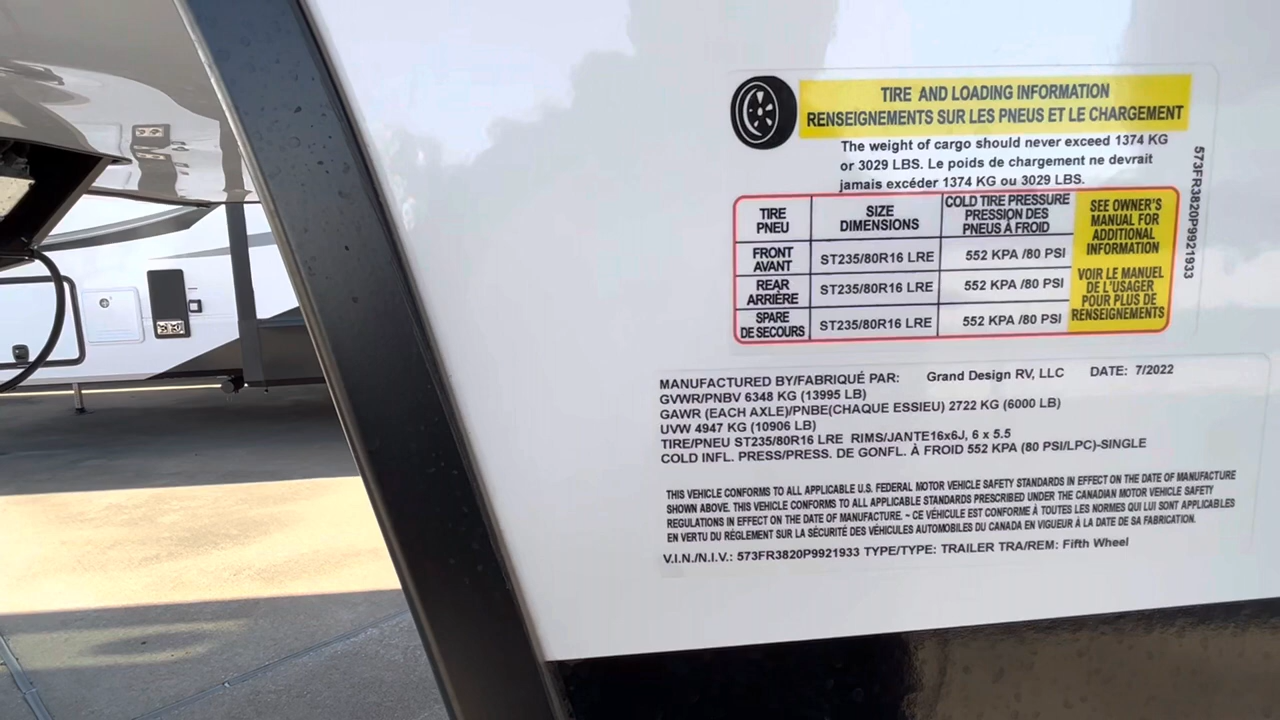 TIRE AND LOADING INFORMATION
RENSEIGNEMENTS SUR LES PNEUS ET LE CHARGEMENT
The weight of cargo should never exceed 1374 KG
or 3029 LBS. Le poids de chargement ne devrait
jamais excéder 1374 KG ou 3029 LBS.
TIRE
PNEU
SIZE
DIMENSIONS
COLD TIRE PRESSURE
PRESSION DES
PNEUS À FROID
FRONT
AVANT
ST235/80R16 LRE
552 KPA /80 PSI
REAR
ARRIÈRE
ST235/80R16 LRE
552 KPA /80 PSI
SPARE
DE SECOURS
ST235/80R16 LRE
552 KPA /80 PSI
SEE OWNER'S
MANUAL FOR
ADDITIONAL
INFORMATION
VOIR LE MANUEL
DE L'USAGER
POUR PLUS DE
RENSEIGNEMENTS
573FR3820P9921933
MANUFACTURED BY/FABRIQUÉ PAR: Grand Design RV, LLC DATE: 7/2022
GVWR/PNBV 6348 KG (13995 LB)
GAWR (EACH AXLE)/PNBE(CHAQUE ESSIEU) 2722 KG (6000 LB)
UVW 4947 KG (10906 LB)
TIRE/PNEU ST235/80R16 LRE RIMS/JANTE16x6J, 6 x 5.5
COLD INFL. PRESS/PRESS. DE GONFL. À FROID 552 KPA (80 PSI/LPC)-SINGLE
THIS VEHICLE CONFORMS TO ALL APPLICABLE U.S. FEDERAL MOTOR VEHICLE SAFETY STANDARDS IN EFFECT ON THE DATE OF MANUFACTURE
SHOWN ABOVE. THIS VEHICLE CONFORMS TO ALL APPLICABLE STANDARDS PRESCRIBED UNDER THE CANADIAN MOTOR VEHICLE SAFETY
REGULATIONS IN EFFECT ON THE DATE OF MANUFACTURE. - CE VÉHICULE EST CONFORME À TOUTES LES NORMES QUI LUI SONT APPLICABLES
EN VERTU DU RÈGLEMENT SUR LA SÉCURITÉ DES VÉHICULES AUTOMOBILES DU CANADA EN VIGUEUR À LA DATE DE SA FABRICATION.
V.I.N./N.I.V.: 573FR3820P9921933 TYPE/TYPE: TRAILER TRA/REM: Fifth Wheel